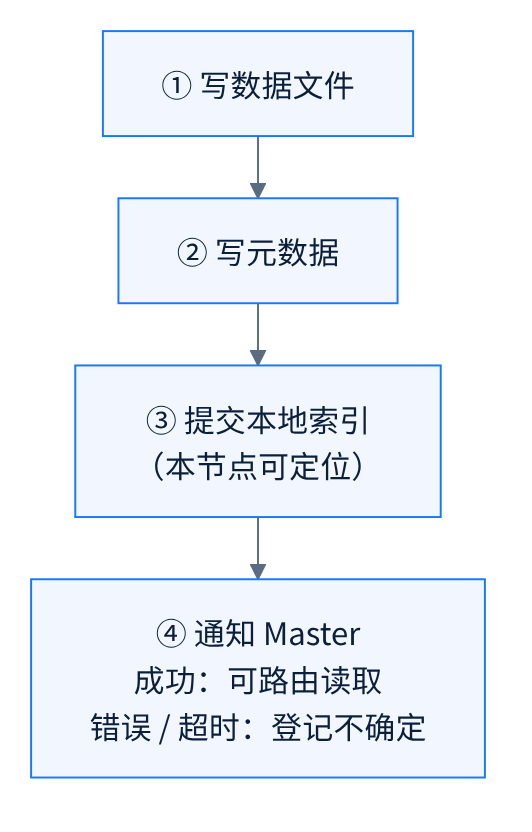 ① 写数据文件
② 写元数据
③ 提交本地索引
（本节点可定位）
④ 通知 Master
成功：可路由读取
错误 / 超时：登记不确定